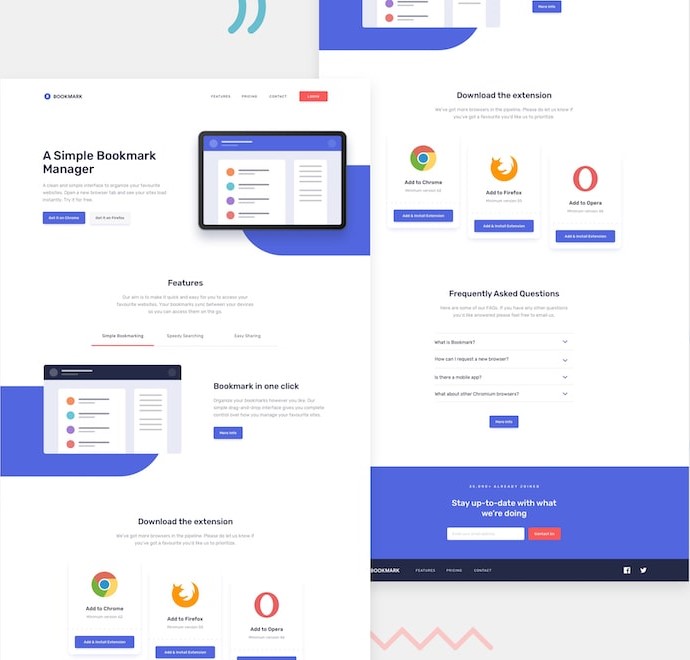 BOOKMARK
FEATURES
PRICING
CONTACT
LOGIN
A Simple Bookmark
Manager
A clean and simple interface to organize your favourite
websites. Open a new browser tab and see your sites load
instantly. Try it for free.
Get it on Chrome
Get it on Firefox
Features
Our aim is to make it quick and easy for you to access your
favourite websites. Your bookmarks sync between your devices
so you can access them on the go.
Simple Bookmarking
Speedy Searching
Easy Sharing
Bookmark in one click
Organize your bookmarks however you like. Our
simple drag-and-drop interface gives you complete
control over how you manage your favourite sites.
More Info
Download the extension
We've got more browsers in the pipeline. Please do let us know if
you've got a favourite you'd like us to prioritize.
Add to Chrome
Minimum version 62
Add & Install Extension
Add to Firefox
Minimum version 55
Add & Install Extension
Add to Opera
Minimum version 46
Add & Install Extension
More Info
Download the extension
We've got more browsers in the pipeline. Please do let us know if
you've got a favourite you'd like us to prioritize.
Add to Chrome
Minimum version 62
Add & Install Extension
Add to Firefox
Minimum version 55
Add & Install Extension
Add to Opera
Minimum version 46
Add & Install Extension
Frequently Asked Questions
Here are some of our FAQs. If you have any other questions
you'd like answered please feel free to email us.
What is Bookmark?
How can I request a new browser?
Is there a mobile app?
What about other Chromium browsers?
More Info
35,000+ ALREADY JOINED
Stay up-to-date with what
we're doing
Enter your email address
Contact Us
BOOKMARK
FEATURES
PRICING
CONTACT